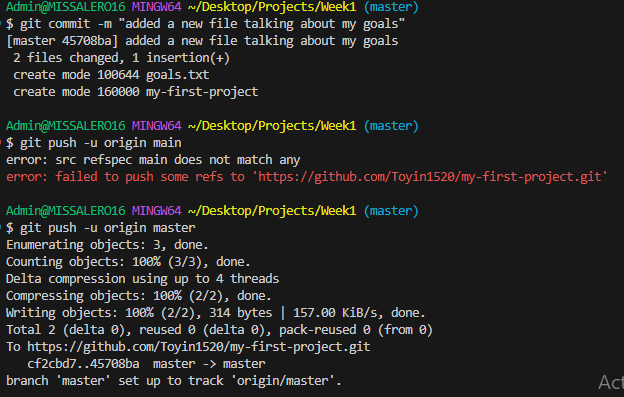 Admin@MISSALERO16 MINGW64 ~/Desktop/Projects/Week1 (master)
$ git commit -m "added a new file talking about my goals"
[master 45708ba] added a new file talking about my goals
 2 files changed, 1 insertion(+)
 create mode 100644 goals.txt
 create mode 160000 my-first-project
Admin@MISSALERO16 MINGW64 ~/Desktop/Projects/Week1 (master)
$ git push -u origin main
error: src refspec main does not match any
error: failed to push some refs to 'https://github.com/Toyin1520/my-first-project.git'
Admin@MISSALERO16 MINGW64 ~/Desktop/Projects/Week1 (master)
$ git push -u origin master
Enumerating objects: 3, done.
Counting objects: 100% (3/3), done.
Delta compression using up to 4 threads
Compressing objects: 100% (2/2), done.
Writing objects: 100% (2/2), 314 bytes | 157.00 KiB/s, done.
Total 2 (delta 0), reused 0 (delta 0), pack-reused 0 (from 0)
To https://github.com/Toyin1520/my-first-project.git
   cf2cbd7..45708ba  master -> master
branch 'master' set up to track 'origin/master'.
Act